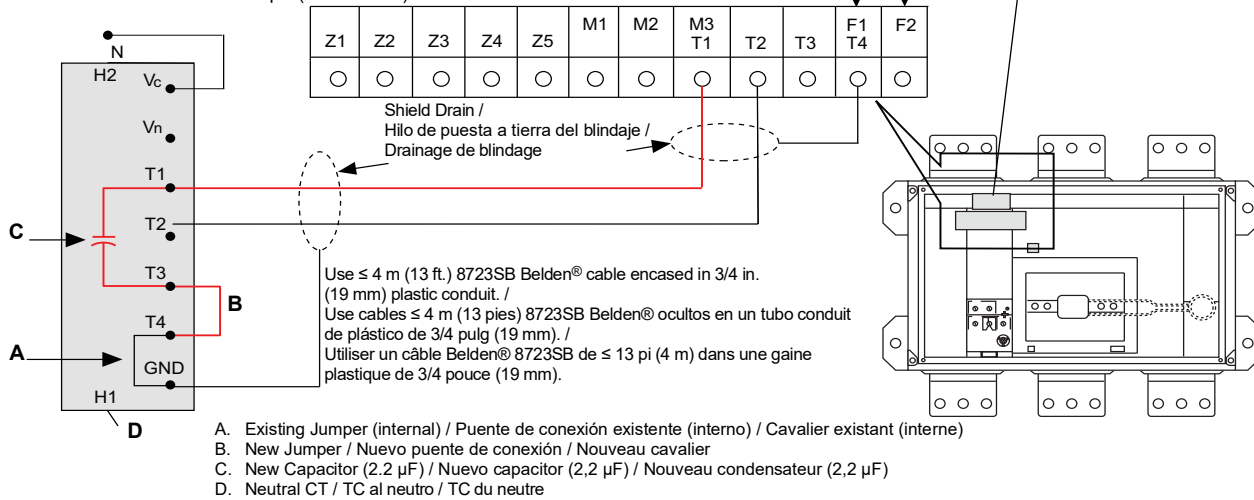 N
H2
Vc
Vn
T1
T2
T3
T4
GND
H1
A
B
C
D
Z1 Z2 Z3 Z4 Z5 M1 M2 M3 T1 T2 T3 F1 T4 F2
Shield Drain /
Hilo de puesta a tierra del blindaje /
Drainage de blindage
Use ≤ 4 m (13 ft.) 8723SB Belden® cable encased in 3/4 in.
(19 mm) plastic conduit. /
Use cables ≤ 4 m (13 pies) 8723SB Belden® ocultos en un tubo conduit
de plástico de 3/4 pulg (19 mm). /
Utiliser un câble Belden® 8723SB de ≤ 13 pi (4 m) dans une gaine
plastique de 3/4 pouce (19 mm).
A. Existing Jumper (internal) / Puente de conexión existente (interno) / Cavalier existant (interne)
B. New Jumper / Nuevo puente de conexión / Nouveau cavalier
C. New Capacitor (2.2 µF) / Nuevo capacitor (2,2 µF) / Nouveau condensateur (2,2 µF)
D. Neutral CT / TC al neutro / TC du neutre